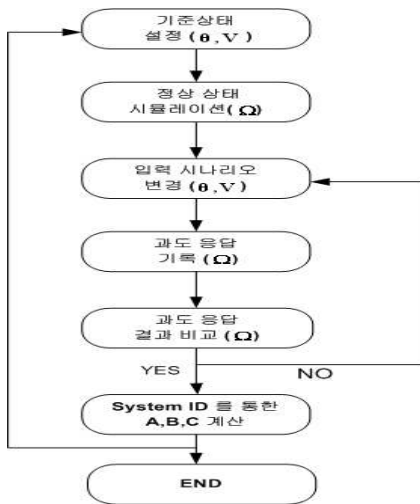 기준상태
설정(θ,V)
정상 상태
시뮬레이션(Ω)
입력 시나리오
변경(θ,V)
과도 응답
기록(Ω)
과도 응답
결과 비교(Ω)
YES
NO
System ID 를 통한
A,B,C 계산
END